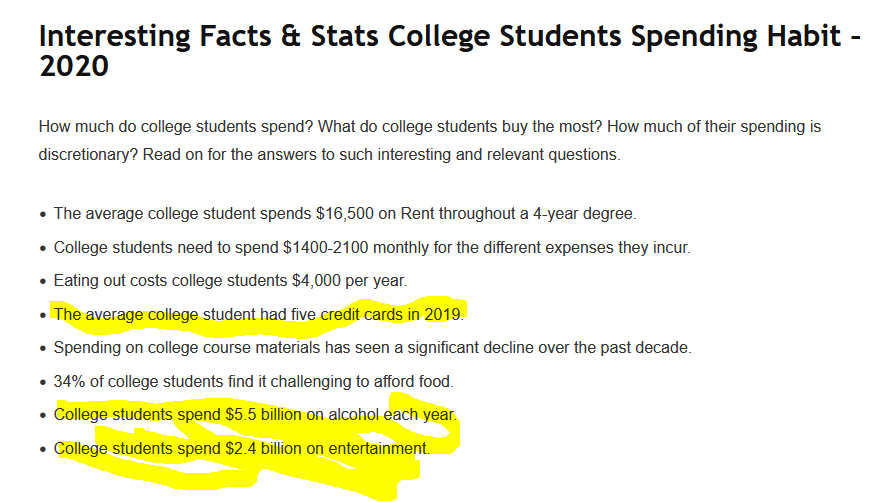 Interesting Facts & Stats College Students Spending Habit -
2020
How much do college students spend? What do college students buy the most? How much of their spending is
discretionary? Read on for the answers to such interesting and relevant questions.
• The average college student spends $16,500 on Rent throughout a 4-year degree.
• College students need to spend $1400-2100 monthly for the different expenses they incur.
• Eating out costs college students $4,000 per year.
• The average college student had five credit cards in 2019.
• Spending on college course materials has seen a significant decline over the past decade.
• 34% of college students find it challenging to afford food.
• College students spend $5.5 billion on alcohol each year.
• College students spend $2.4 billion on entertainment.